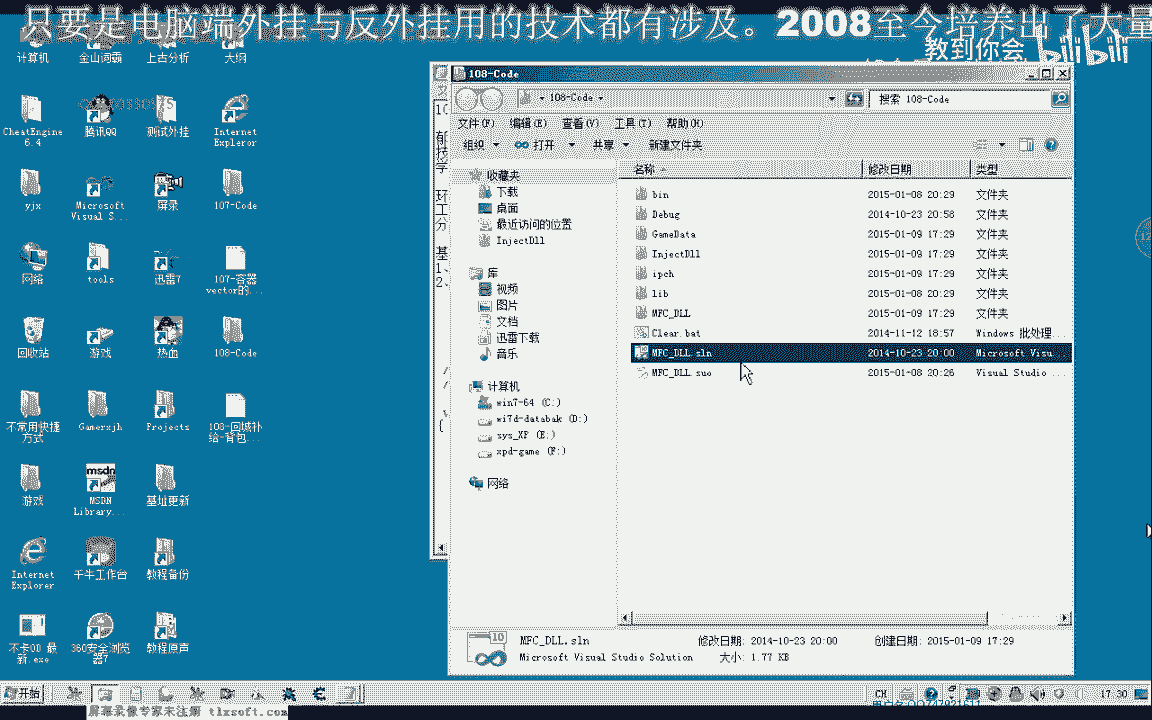 只要是电脑端外挂与反外挂用的技术都有涉及。2008至今培养出了大量
教到你会 bilibili
计算机
金山词霸
上古分析
大纲
CheatEngine 6.4
腾讯QQ
测试外挂
Internet Explorer
yjx
Microsoft Visual S...
屏录
107-Code
网络
tools
迅雷7
107-容器 vector的...
回收站
游戏
热血
108-Code
不常用快捷方式
Gamerxjh
Projects
108-回城补给-背包...
游戏
MSDN Library...
基址更新
Internet Explorer
千牛工作台
教程备份
不卡OD 最新.exe
360安全浏览器7
教程原声
108-Code
108-Code
搜索 108-Code
文件(F) 编辑(E) 查看(V) 工具(T) 帮助(H)
组织 打开 共享 新建文件夹
收藏夹
下载
桌面
最近访问的位置
InjectDll
库
视频
图片
文档
迅雷下载
音乐
计算机
win7-64 (C:)
wi7d-databak (D:)
sys_XP (E:)
xpd-game (F:)
网络
名称 修改日期 类型
bin 2015-01-08 20:29 文件夹
Debug 2014-10-23 20:58 文件夹
GameData 2015-01-09 17:29 文件夹
InjectDll 2015-01-09 17:29 文件夹
ipch 2015-01-09 17:29 文件夹
lib 2015-01-08 20:29 文件夹
MFC_DLL 2015-01-09 17:29 文件夹
Clear.bat 2014-11-12 18:57 Windows 批处理...
MFC_DLL.sln 2014-10-23 20:00 Microsoft Visu...
MFC_DLL.suo 2015-01-08 20:26 Visual Studio ...
MFC_DLL.sln 修改日期: 2014-10-23 20:00 创建日期: 2015-01-09 17:29
Microsoft Visual Studio Solution 大小: 1.77 KB
开始
CH
17:30
屏幕录像专家未注册 tlxsoft.com